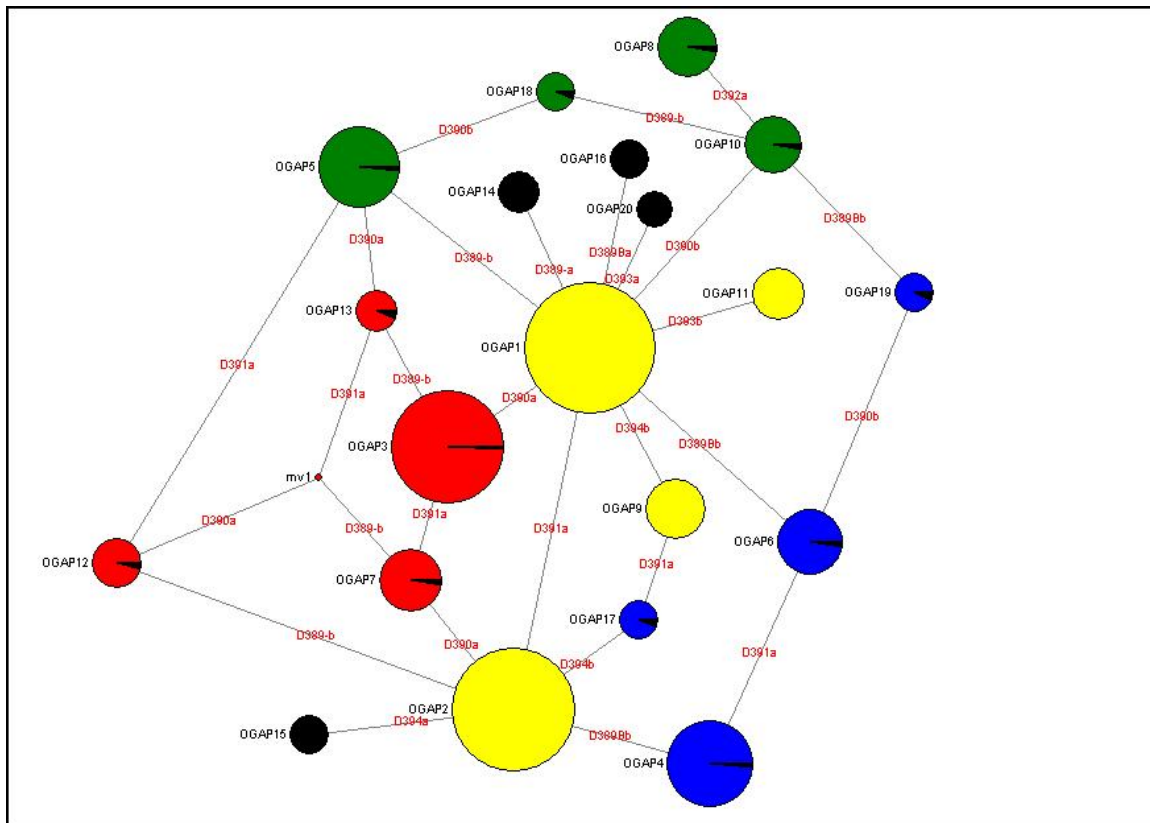 OGAP8
D392a
OGAP18
D389-b
D390b
OGAP10
OGAP5
OGAP16
OGAP14
OGAP20
D389Bb
D390a
D389-b
D389Ba
D390b
D389-a
D393a
OGAP11
OGAP19
OGAP13
D393b
OGAP1
D389-b
D391a
D391a
D390a
D390b
D394b
D389Bb
OGAP3
mv1
OGAP9
D391a
D390a
D389-b
D391a
OGAP6
D391a
OGAP12
OGAP7
OGAP17
D389-b
D390a
D391a
D394b
OGAP2
D394a
OGAP15
D389Bb
OGAP4